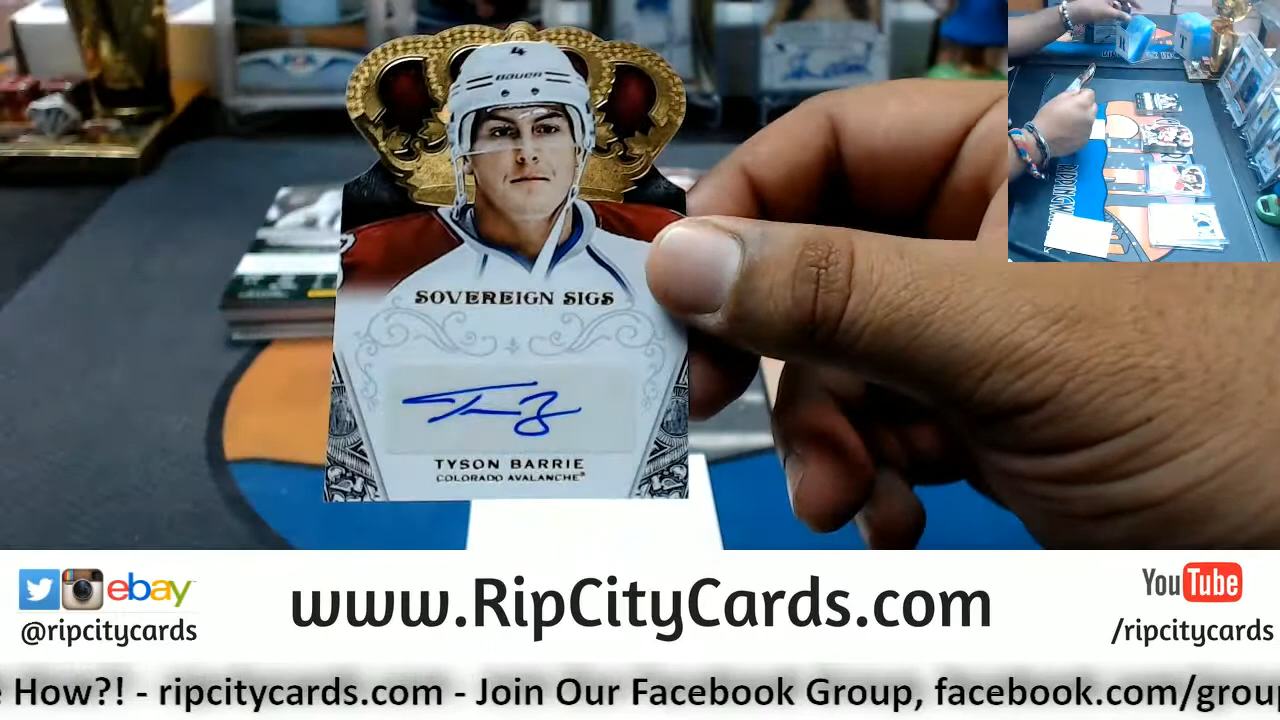 4
BAUER
SOVEREIGN SIGS
TYSON BARRIE
COLORADO AVALANCHE
ebay
@ripcitycards
www.RipCityCards.com
YouTube
/ripcitycards
How?! - ripcitycards.com - Join Our Facebook Group, facebook.com/group